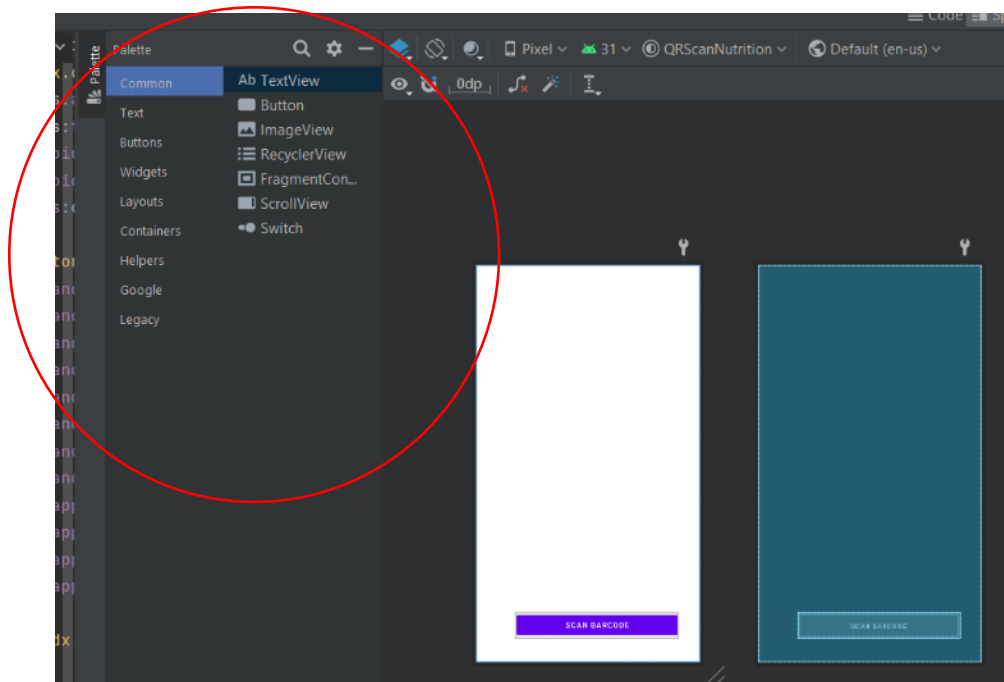 Code Sp
Palette
Palette
Pixel 31 QRScanNutrition Default (en-us)
0dp
Common
Text
Buttons
Widgets
Layouts
Containers
Helpers
Google
Legacy
Ab TextView
Button
ImageView
RecyclerView
FragmentCon...
ScrollView
Switch
SCAN BARCODE
SCAN BARCODE